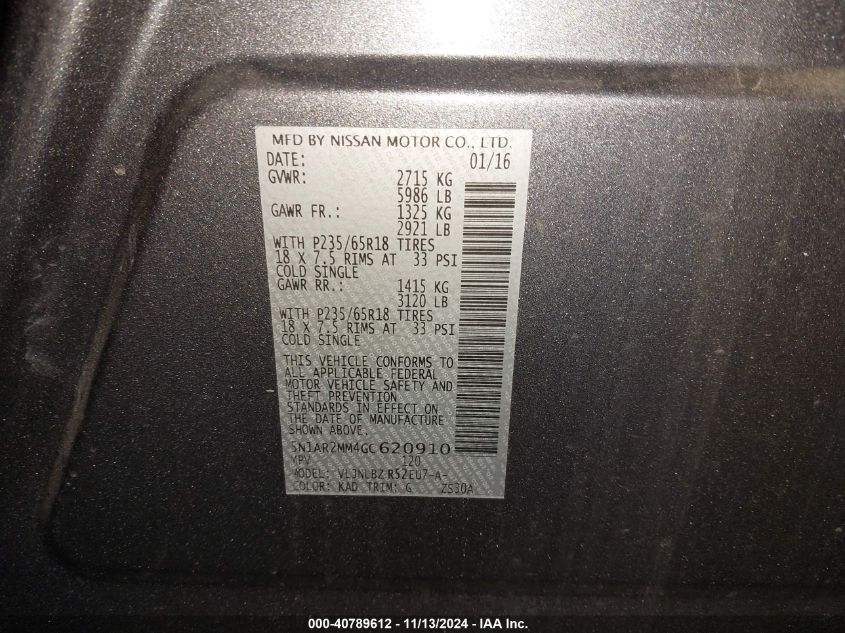 MFD BY NISSAN MOTOR CO., LTD.
DATE: 01/16
GVWR: 2715 KG
5986 LB
GAWR FR.: 1325 KG
2921 LB
WITH P235/65R18 TIRES
18 X 7.5 RIMS AT 33 PSI
COLD SINGLE
GAWR RR.: 1415 KG
3120 LB
WITH P235/65R18 TIRES
18 X 7.5 RIMS AT 33 PSI
COLD SINGLE
THIS VEHICLE CONFORMS TO
ALL APPLICABLE FEDERAL
MOTOR VEHICLE SAFETY AND
THEFT PREVENTION
STANDARDS IN EFFECT ON
THE DATE OF MANUFACTURE
SHOWN ABOVE.
5N1AR2MM4GC620910
MPV 120
MODEL: VLJNLBZ R52EU7-A-
COLOR: KAD TRIM: G ZS30A
000-40789612 - 11/13/2024 - IAA Inc.